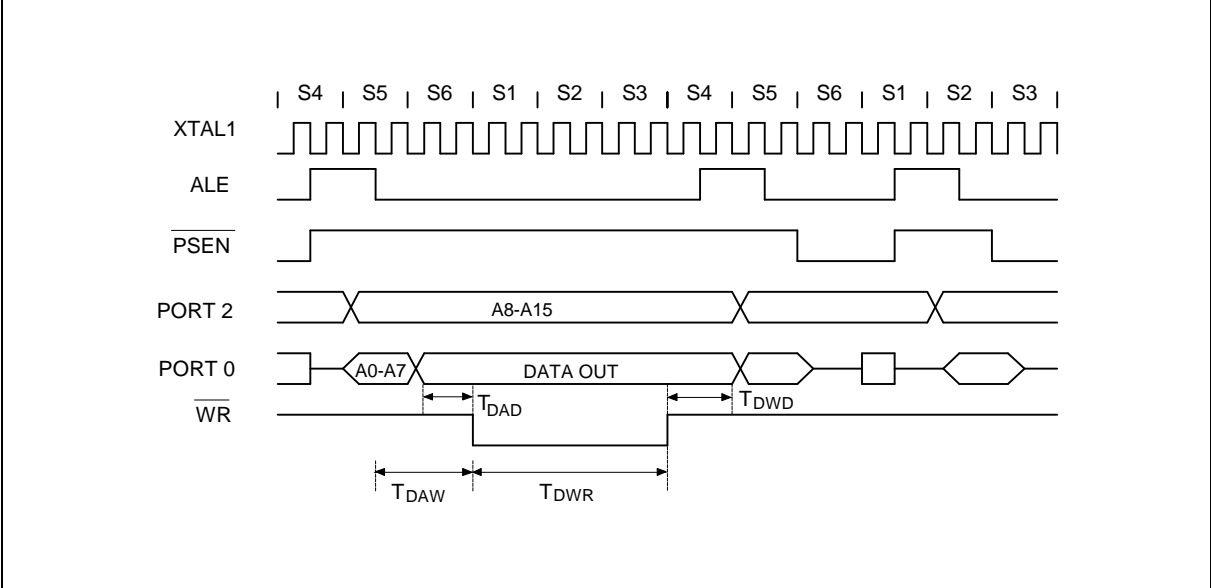 S4 S5 S6 S1 S2 S3 S4 S5 S6 S1 S2 S3
XTAL1
ALE
PSEN
PORT 2 A8-A15
PORT 0 A0-A7 DATA OUT
TDAD TDWD
WR
TDAW TDWR